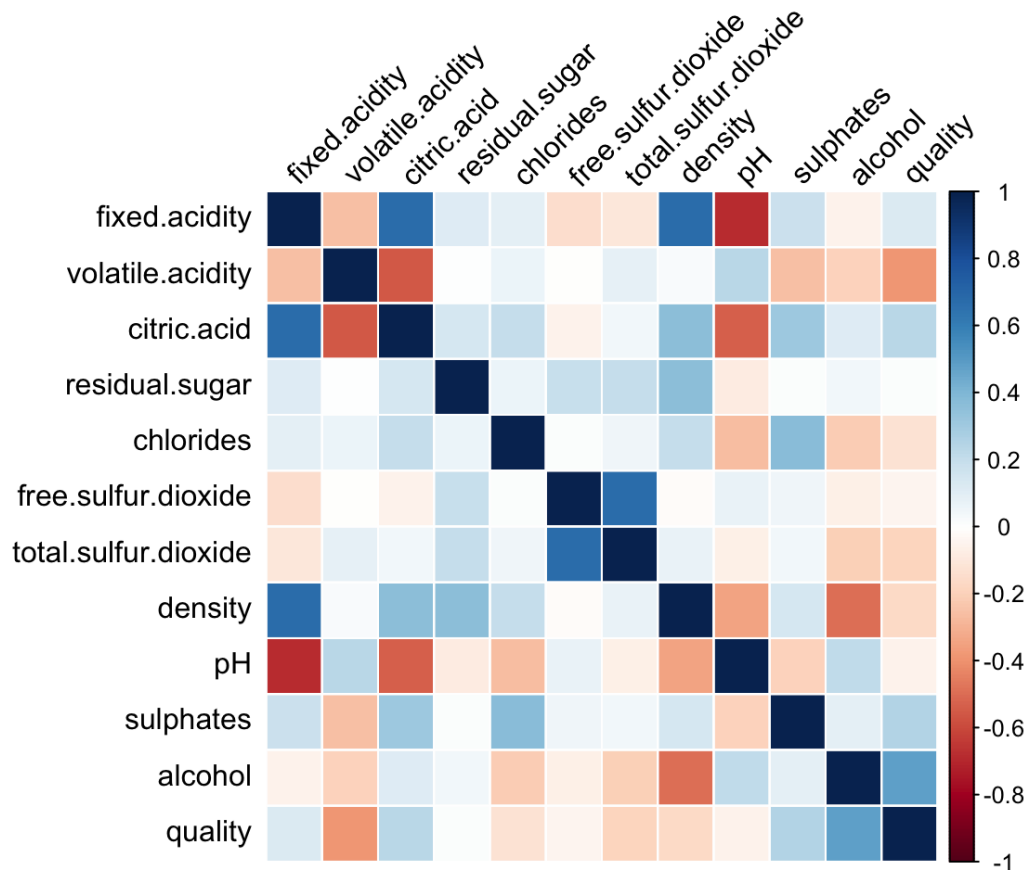 fixed.acidity
volatile.acidity
citric.acid
residual.sugar
chlorides
free.sulfur.dioxide
total.sulfur.dioxide
density
pH
sulphates
alcohol
quality
fixed.acidity
volatile.acidity
citric.acid
residual.sugar
chlorides
free.sulfur.dioxide
total.sulfur.dioxide
density
pH
sulphates
alcohol
quality
1
0.8
0.6
0.4
0.2
0
-0.2
-0.4
-0.6
-0.8
-1